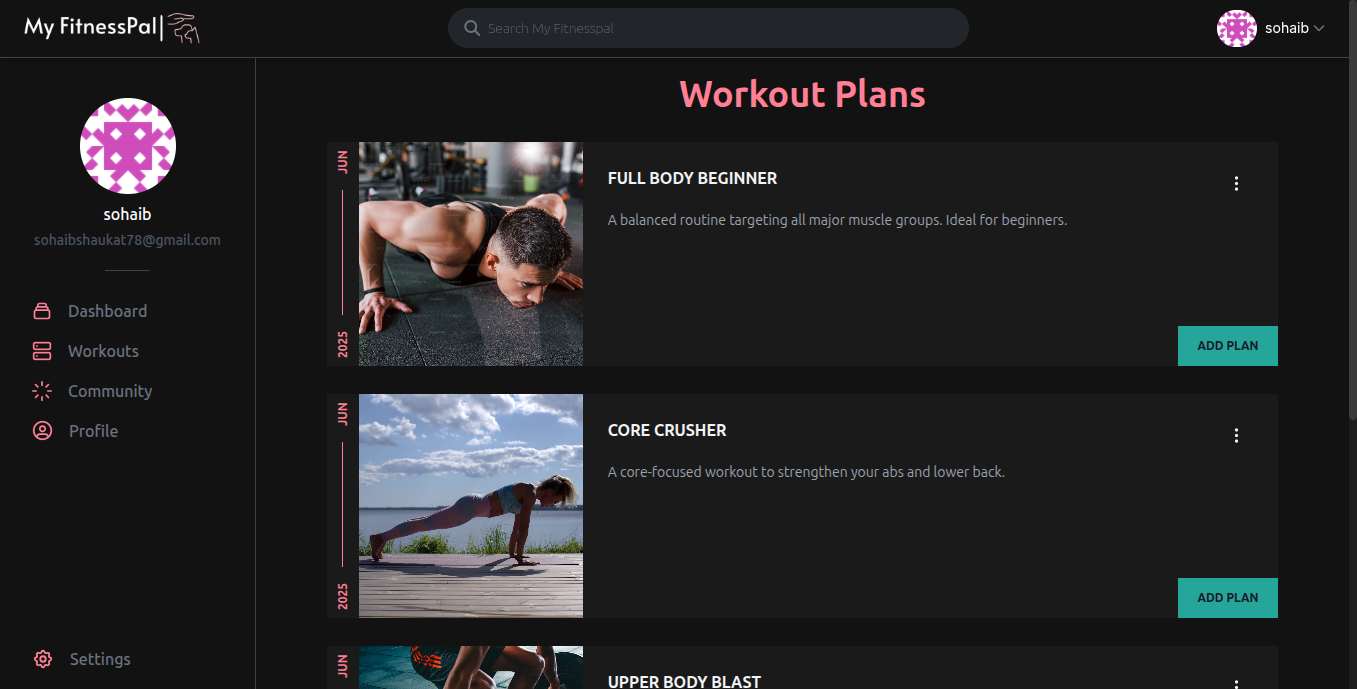 My FitnessPal
Search My Fitnesspal
sohaib
sohaib
sohaibshaukat78@gmail.com
Dashboard
Workouts
Community
Profile
Settings
Workout Plans
JUN
2025
FULL BODY BEGINNER
A balanced routine targeting all major muscle groups. Ideal for beginners.
ADD PLAN
JUN
2025
CORE CRUSHER
A core-focused workout to strengthen your abs and lower back.
ADD PLAN
JUN
UPPER BODY BLAST